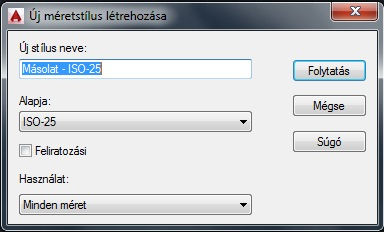 Új méretstílus létrehozása
Új stílus neve:
Másolat - ISO-25
Folytatás
Alapja:
Mégse
ISO-25
Súgó
Feliratozási
Használat:
Minden méret